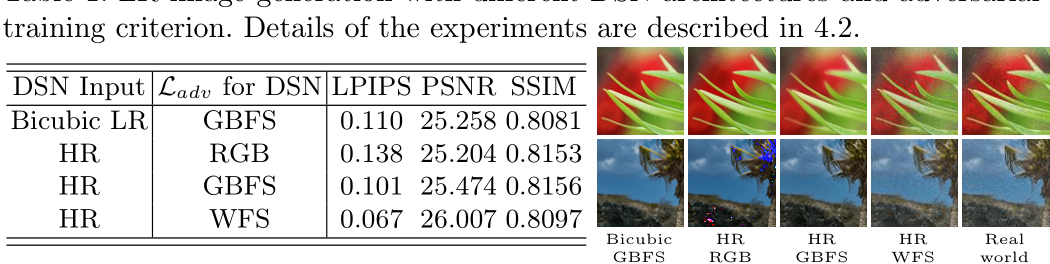 training criterion. Details of the experiments are described in 4.2.
DSN Input ℒadv for DSN LPIPS PSNR SSIM
Bicubic LR GBFS 0.110 25.258 0.8081
HR RGB 0.138 25.204 0.8153
HR GBFS 0.101 25.474 0.8156
HR WFS 0.067 26.007 0.8097
Bicubic GBFS
HR RGB
HR GBFS
HR WFS
Real world